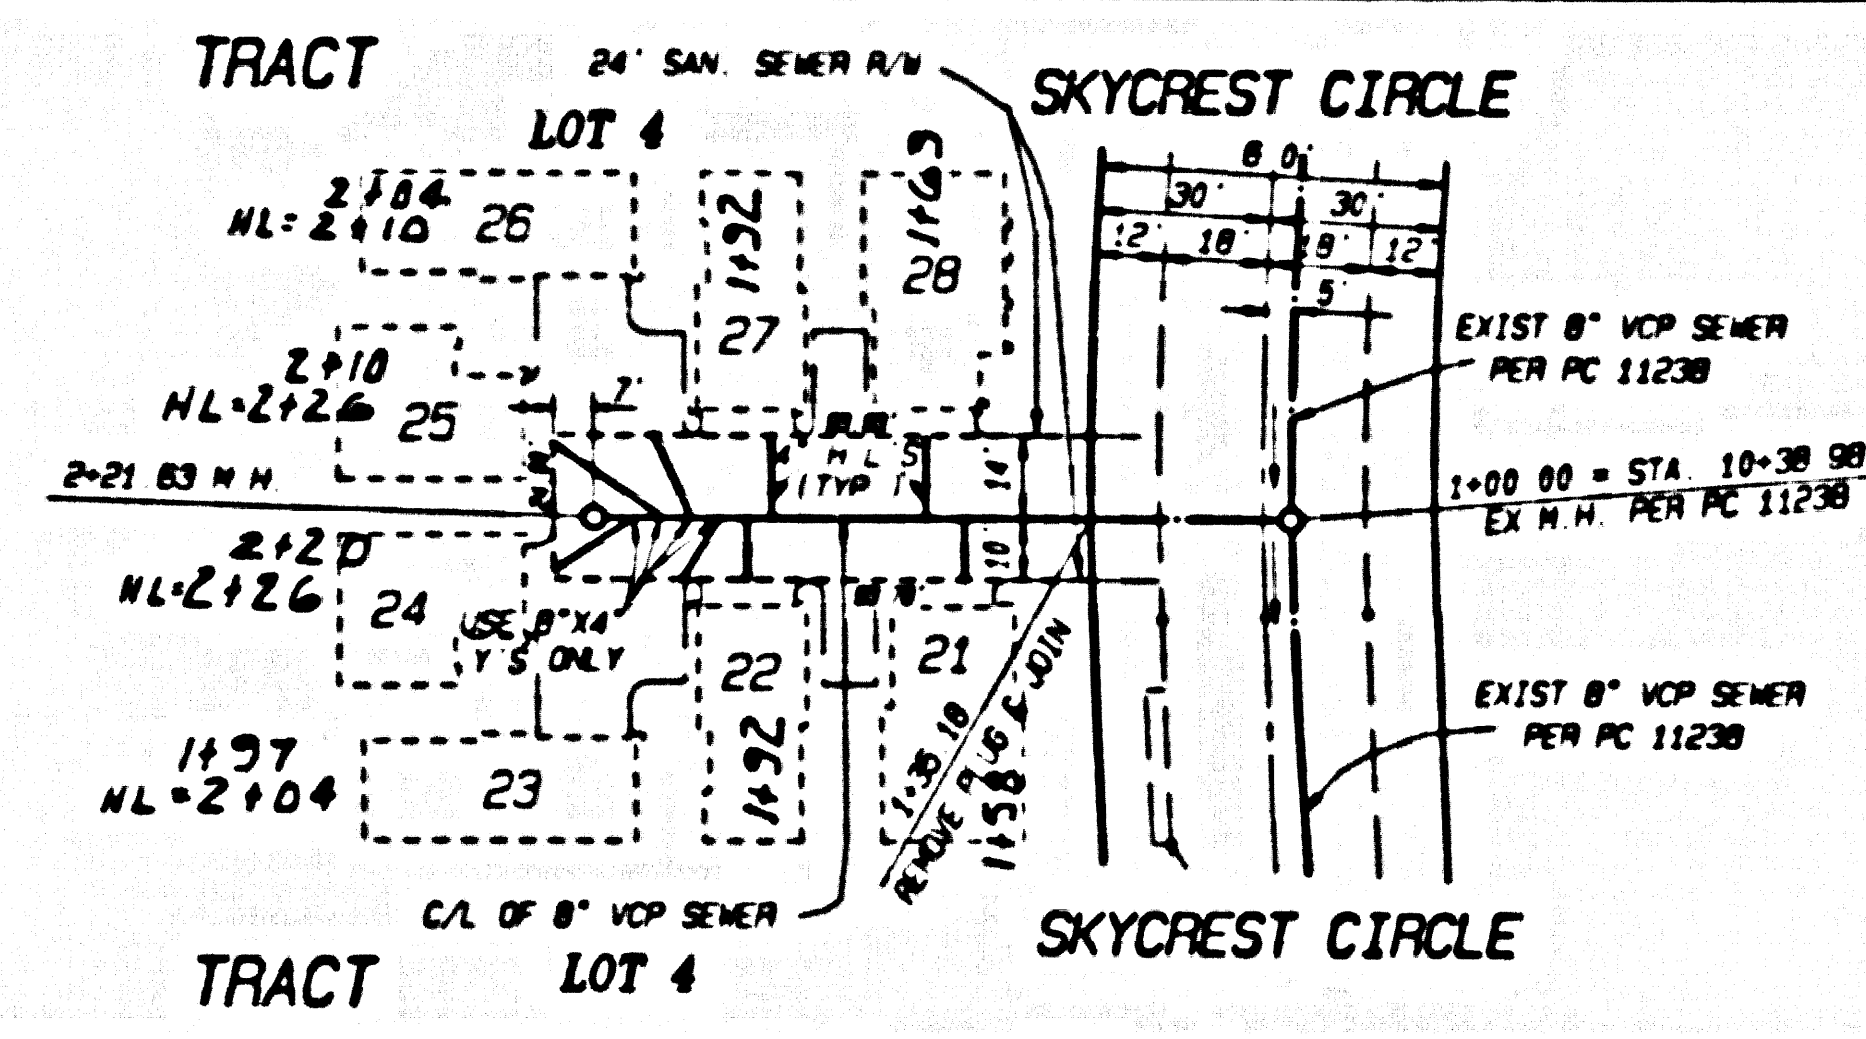 TRACT
24' SAN. SEWER R/W
SKYCREST CIRCLE
LOT 4
60'
30' 30'
12' 18' 18' 12'
5'
2+04
HL=2+10
26
1+92
27
1+63
28
EXIST 8" VCP SEWER
PER PC 11238
2+10
HL=2+26
25
7'
H L S
(TYP.)
14'
2+21.63 M.H.
1+00.00 = STA. 10+38.98
EX M.H. PER PC 11238
2+20
HL=2+26
24
10'
USE 8"X4"
Y'S ONLY
22
1+92
21
1+58
1+35.18
REMOVE PLUG & JOIN
EXIST 8" VCP SEWER
PER PC 11238
1+97
HL=2+04
23
C/L OF 8" VCP SEWER
SKYCREST CIRCLE
TRACT
LOT 4